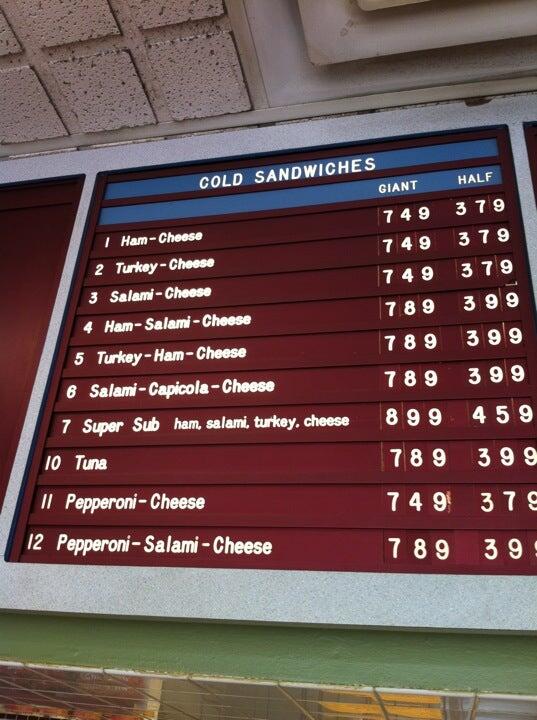 COLD SANDWICHES
GIANT HALF
1 Ham-Cheese 749 379
2 Turkey-Cheese 749 379
3 Salami-Cheese 749 379
4 Ham-Salami-Cheese 789 399
5 Turkey-Ham-Cheese 789 399
6 Salami-Capicola-Cheese 789 399
7 Super Sub ham, salami, turkey, cheese 899 459
10 Tuna 789 399
11 Pepperoni-Cheese 749 379
12 Pepperoni-Salami-Cheese 789 399